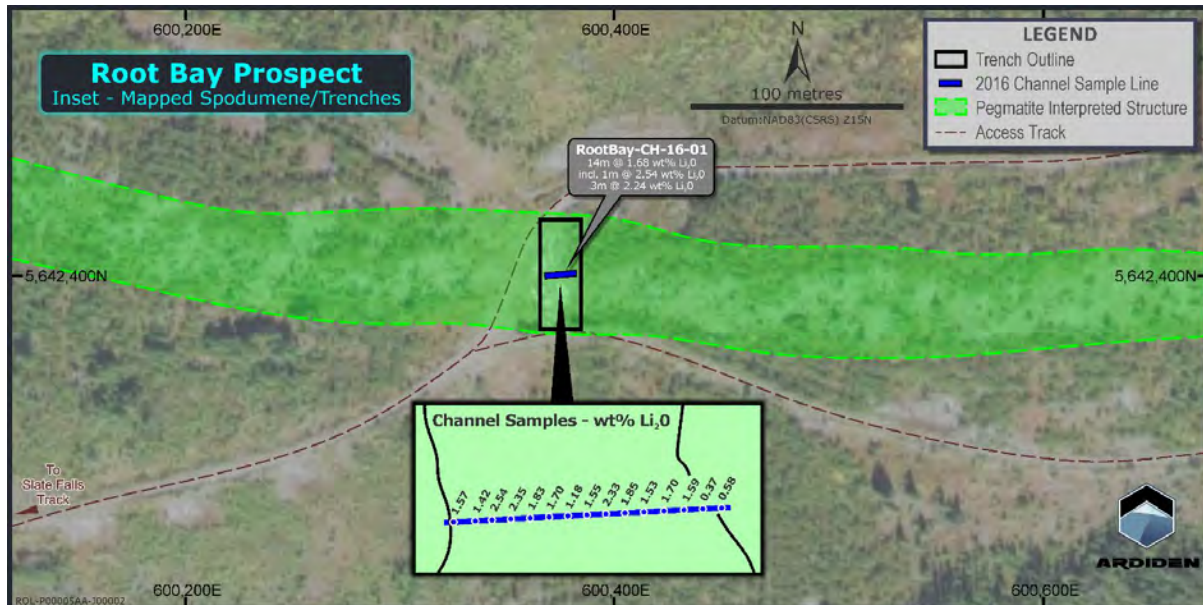 600,200E
600,400E
Root Bay Prospect
Inset - Mapped Spodumene/Trenches
N
100 metres
Datum:NAD83(CSRS) Z15N
LEGEND
Trench Outline
2016 Channel Sample Line
Pegmatite Interpreted Structure
Access Track
RootBay-CH-16-01
14m @ 1.68 wt% Li₂0
incl. 1m @ 2.54 wt% Li₂0
3m @ 2.24 wt% Li₂0
5,642,400N
5,642,400N
Channel Samples - wt% Li₂0
1.57
1.42
2.54
2.35
1.83
1.70
1.18
1.55
2.33
1.85
1.53
1.70
1.59
0.37
0.58
To
Slate Falls
Track
ARDIDEN
ROL-P00005AA-J00002
600,200E
600,400E
600,600E